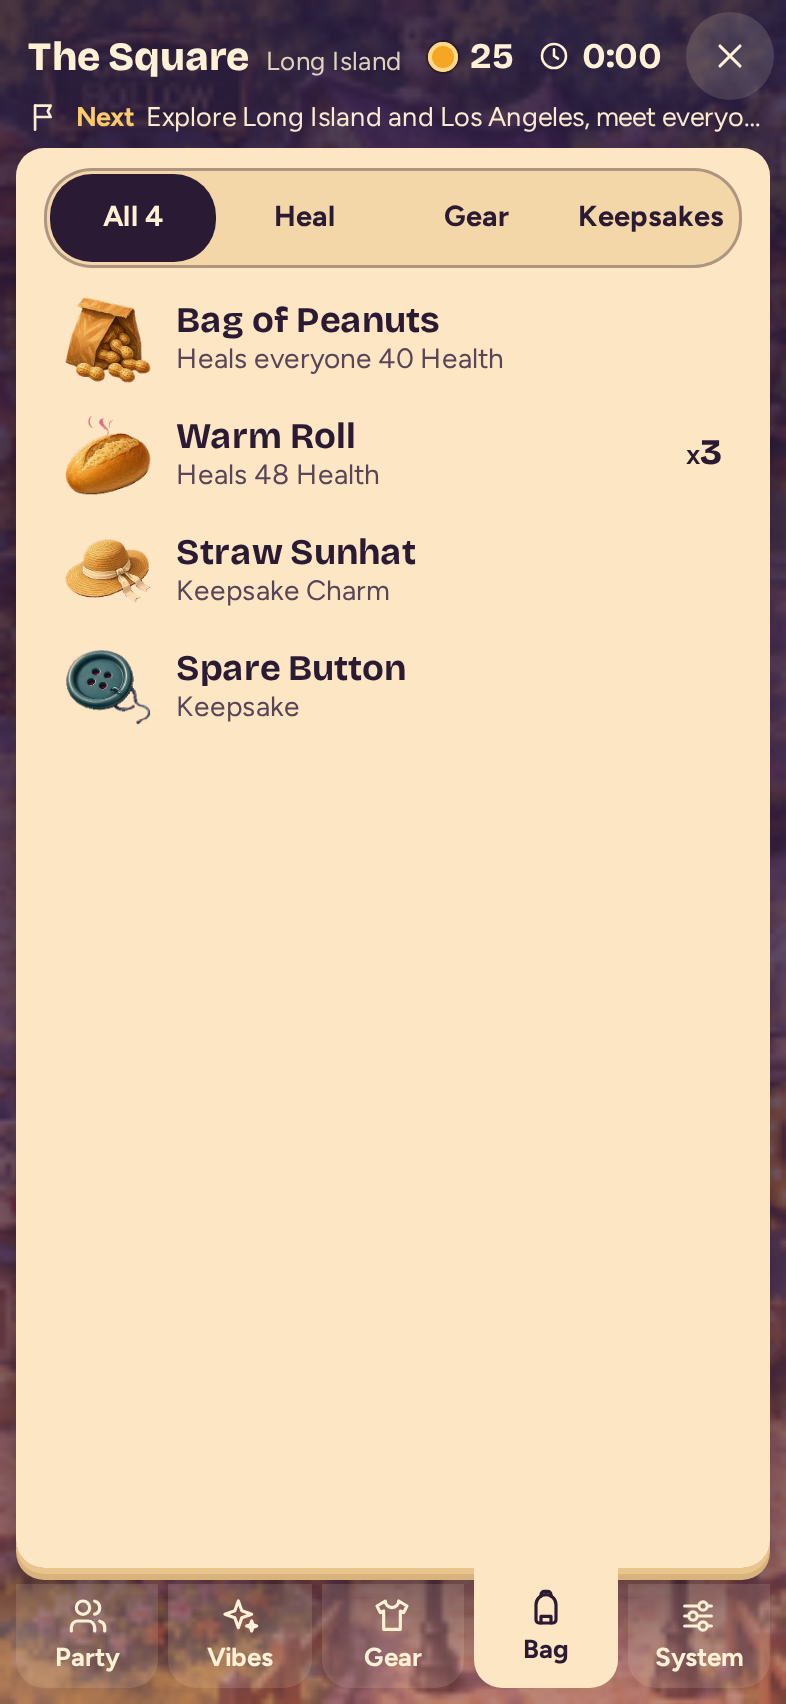 The Square Long Island 25 0:00
Next Explore Long Island and Los Angeles, meet everyo...
All 4 Heal Gear Keepsakes
Bag of Peanuts
Heals everyone 40 Health
Warm Roll
Heals 48 Health
x3
Straw Sunhat
Keepsake Charm
Spare Button
Keepsake
Party Vibes Gear Bag System